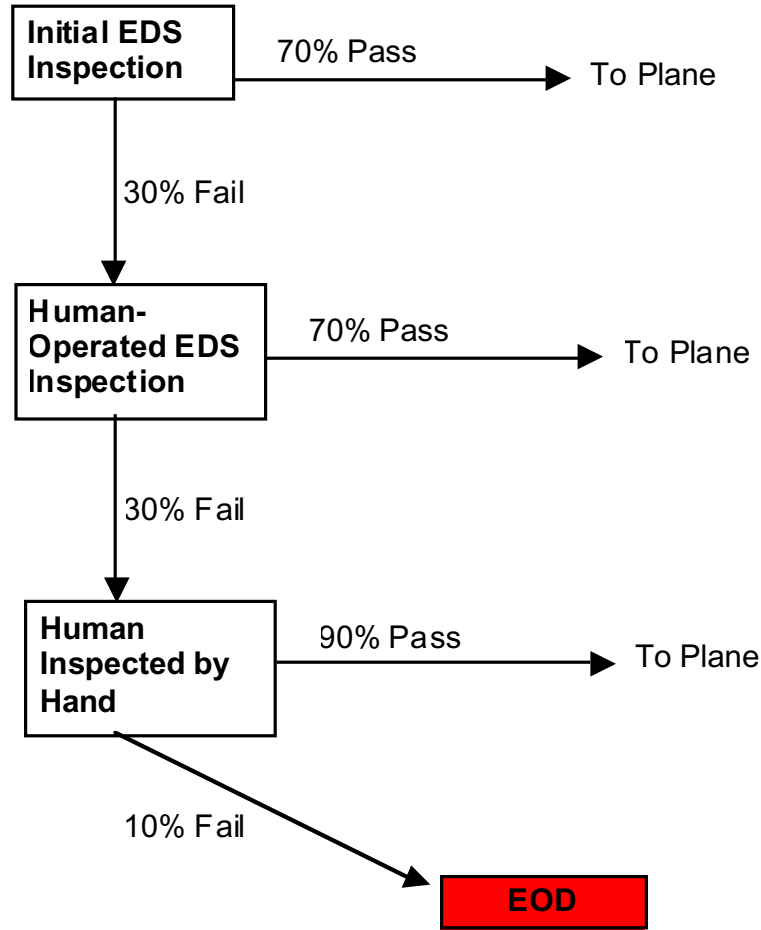 Initial EDS
Inspection
70% Pass
To Plane
30% Fail
Human-
Operated EDS
Inspection
70% Pass
To Plane
30% Fail
Human
Inspected by
Hand
90% Pass
To Plane
10% Fail
EOD